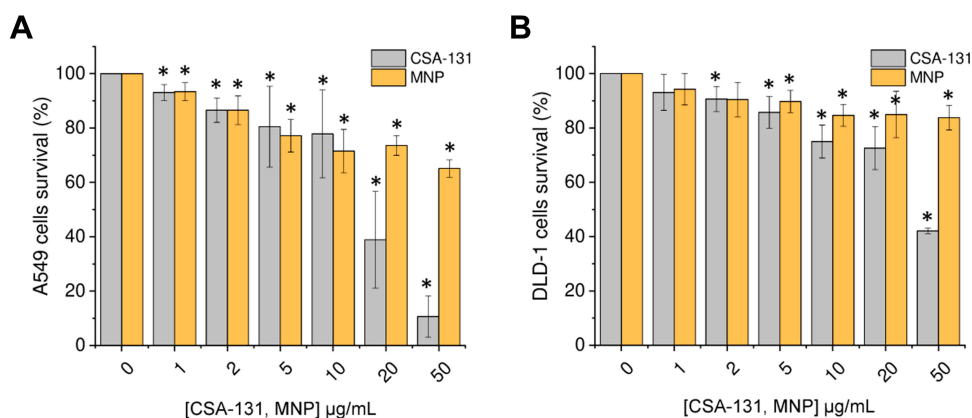 A
CSA-131
MNP
100
80
60
40
20
0
A549 cells survival (%)
* * * * * * * * * * * *
0 1 2 5 10 20 50
[CSA-131, MNP] µg/mL
B
CSA-131
MNP
100
80
60
40
20
0
DLD-1 cells survival (%)
* * * * * * * * *
0 1 2 5 10 20 50
[CSA-131, MNP] µg/mL